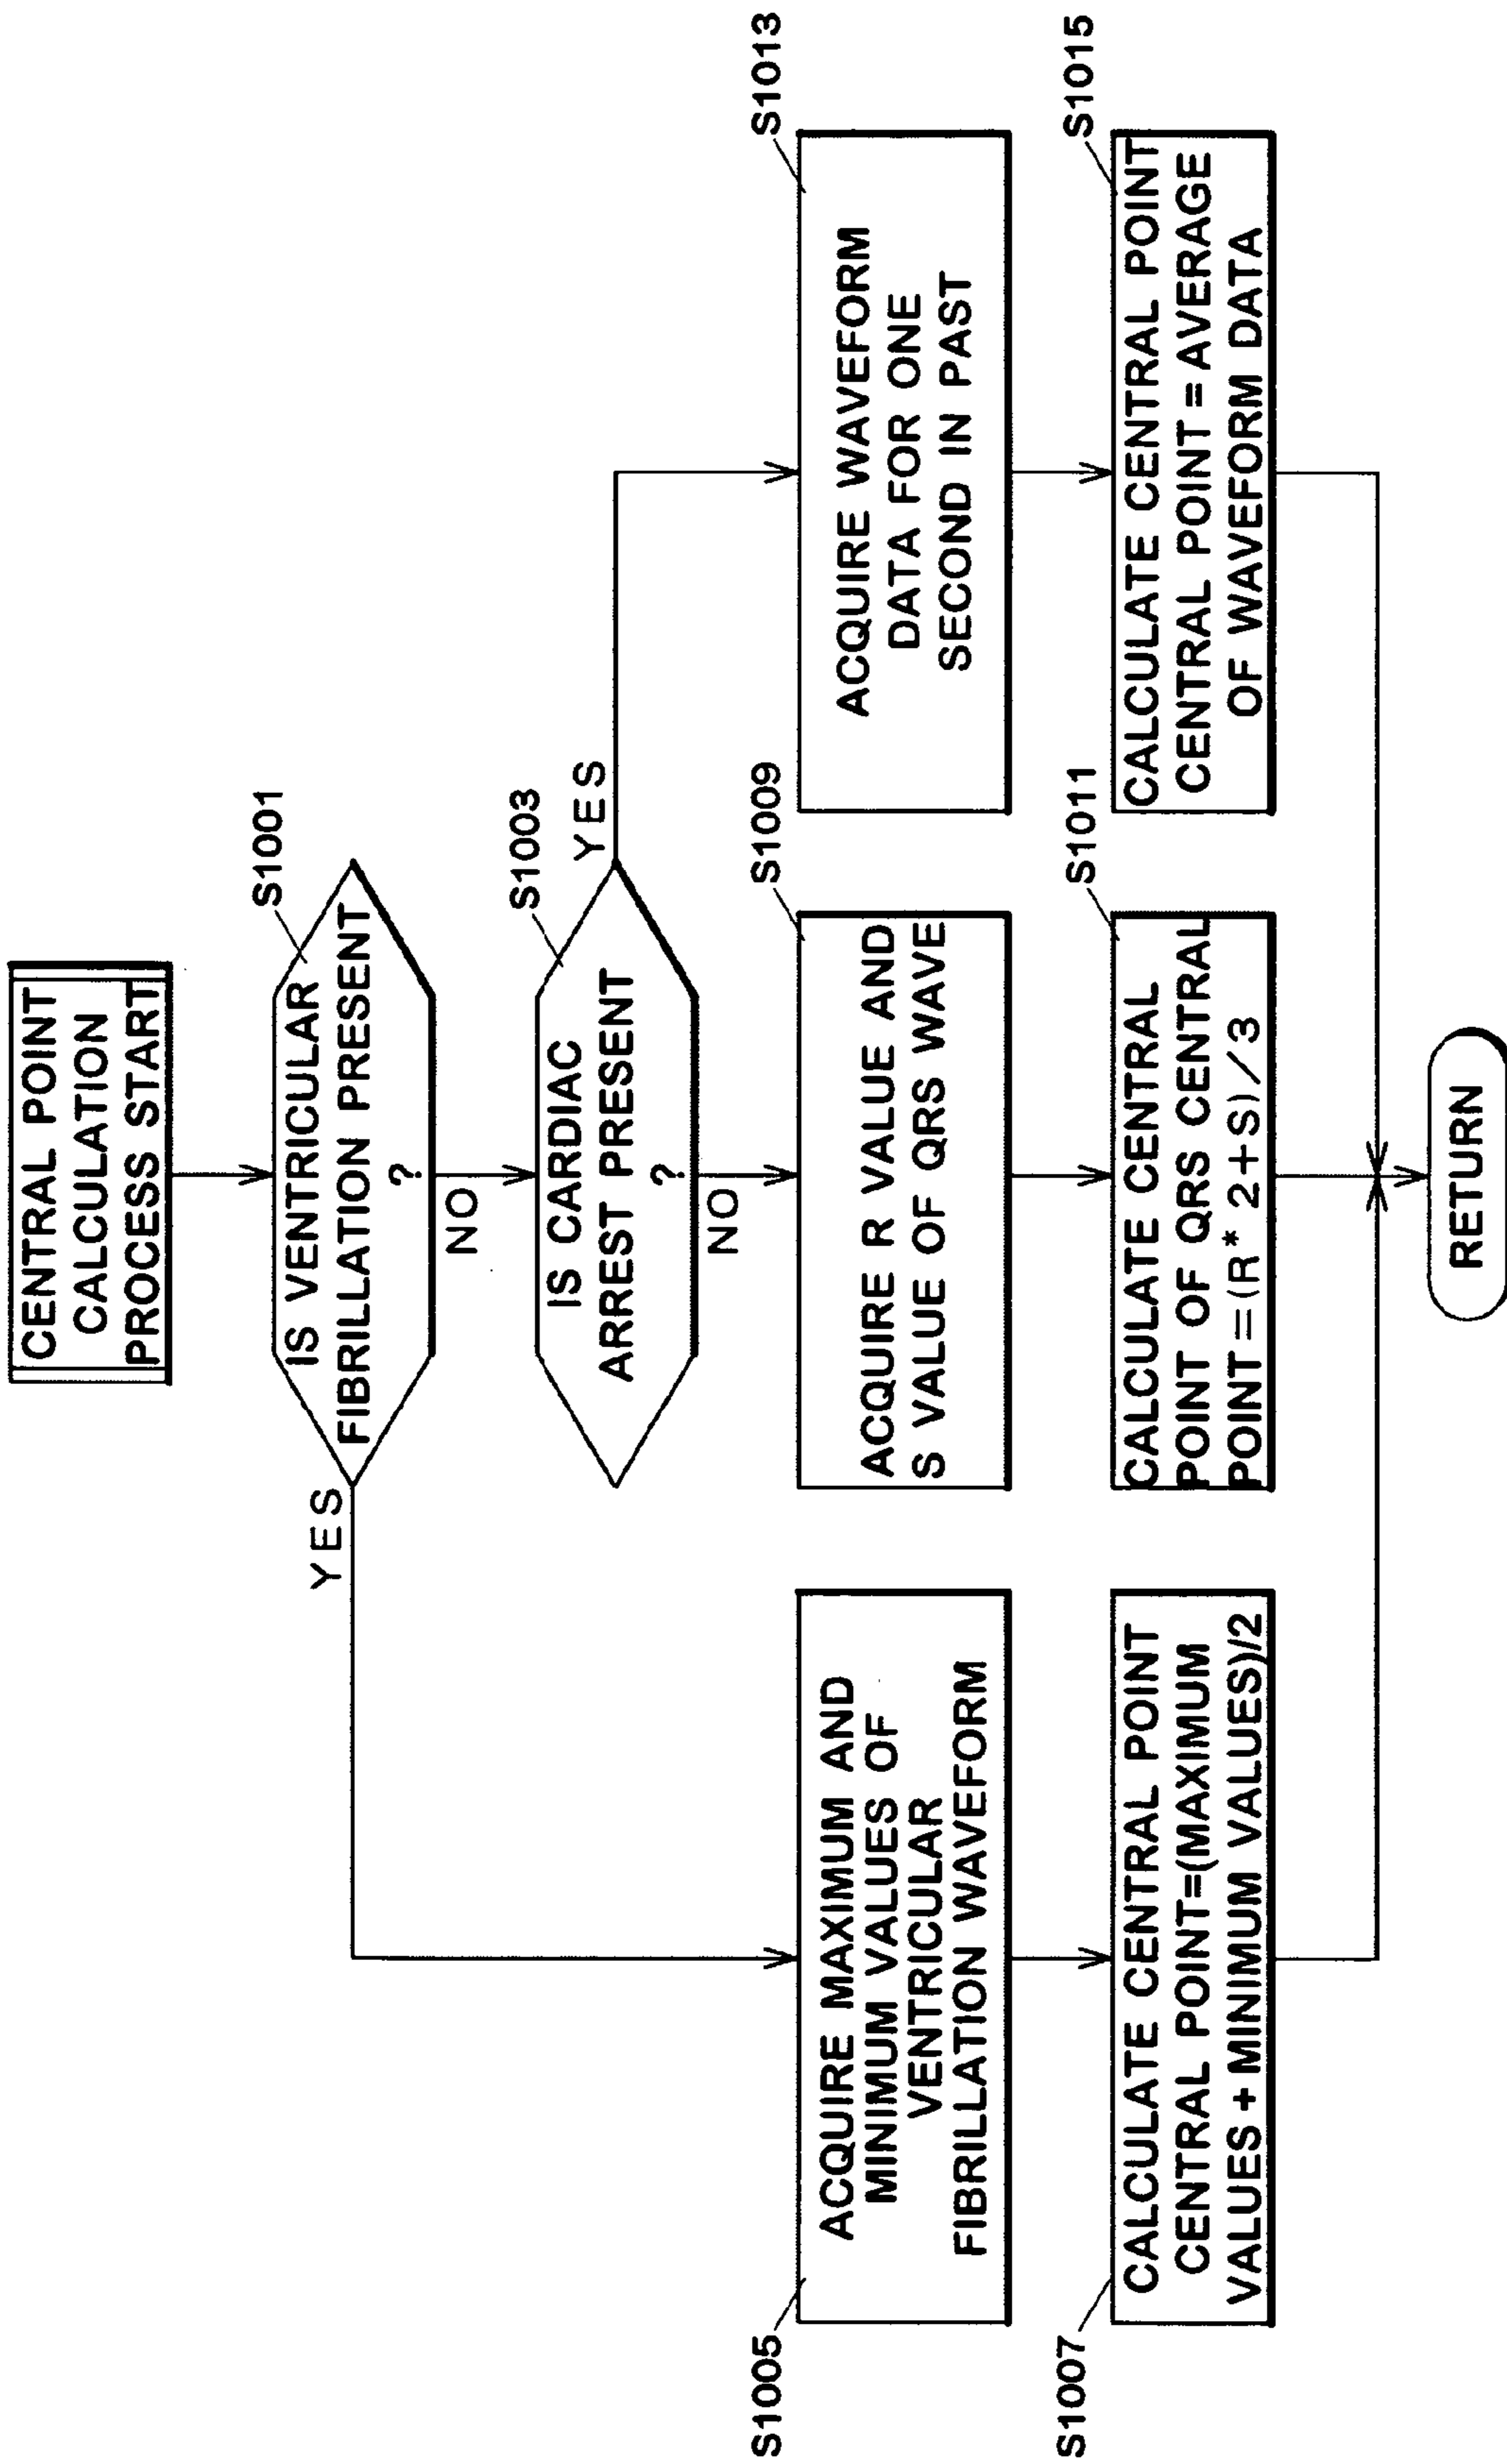 CENTRAL POINT
CALCULATION
PROCESS START
S1001
IS VENTRICULAR
FIBRILLATION PRESENT
?
YES
NO
S1003
IS CARDIAC
ARREST PRESENT
?
YES
NO
S1005
ACQUIRE MAXIMUM AND
MINIMUM VALUES OF
VENTRICULAR
FIBRILLATION WAVEFORM
S1009
ACQUIRE R VALUE AND
S VALUE OF QRS WAVE
S1013
ACQUIRE WAVEFORM
DATA FOR ONE
SECOND IN PAST
S1007
CALCULATE CENTRAL POINT
CENTRAL POINT=(MAXIMUM
VALUES+MINIMUM VALUES)/2
S1011
CALCULATE CENTRAL
POINT OF QRS CENTRAL
POINT=(R* 2+S)/3
S1015
CALCULATE CENTRAL POINT
CENTRAL POINT = AVERAGE
OF WAVEFORM DATA
RETURN